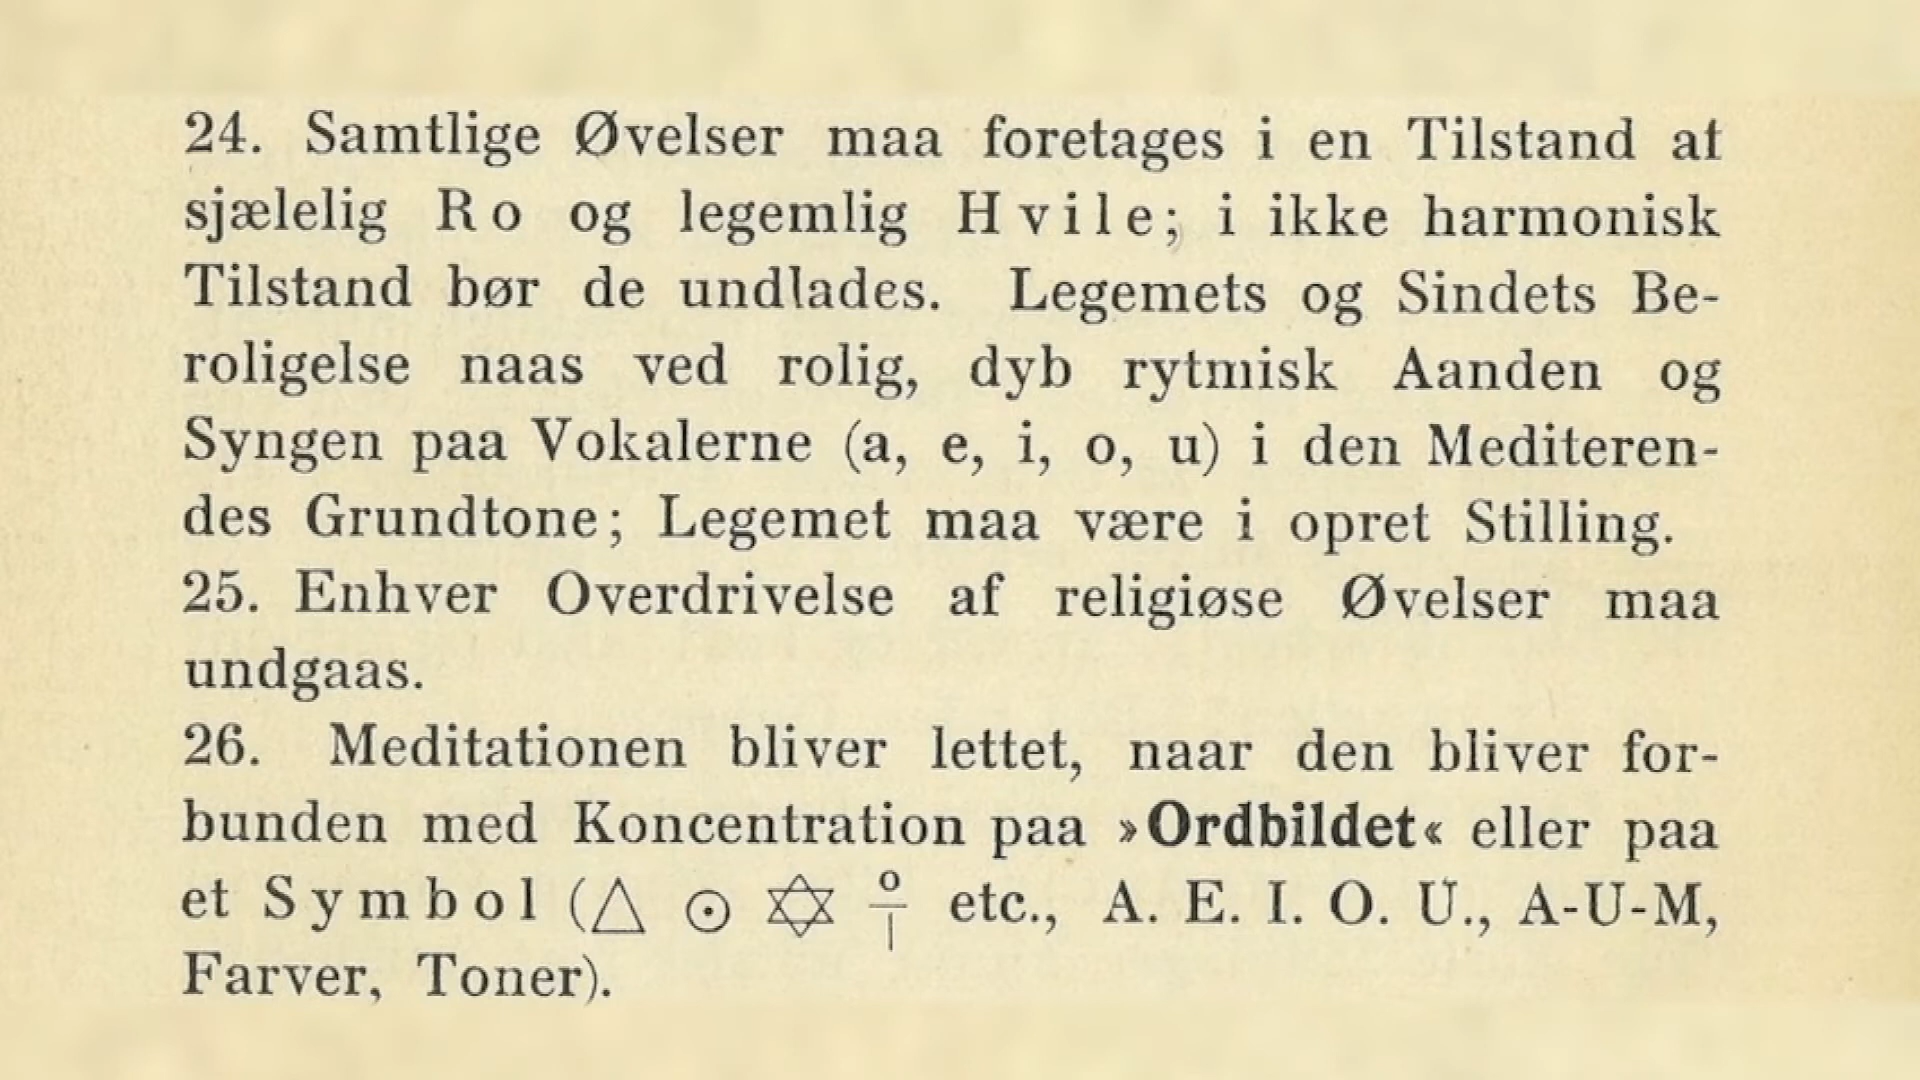 24. Samtlige Øvelser maa foretages i en Tilstand af
sjælelig Ro og legemlig Hvile; i ikke harmonisk
Tilstand bør de undlades. Legemets og Sindets Be-
roligelse naas ved rolig, dyb rytmisk Aanden og
Syngen paa Vokalerne (a, e, i, o, u) i den Mediteren-
des Grundtone; Legemet maa være i opret Stilling.
25. Enhver Overdrivelse af religiøse Øvelser maa
undgaas.
26. Meditationen bliver lettet, naar den bliver for-
bunden med Koncentration paa »Ordbildet« eller paa
et Symbol (△ ☉ ✡ o/| etc., A. E. I. O. U., A-U-M,
Farver, Toner).